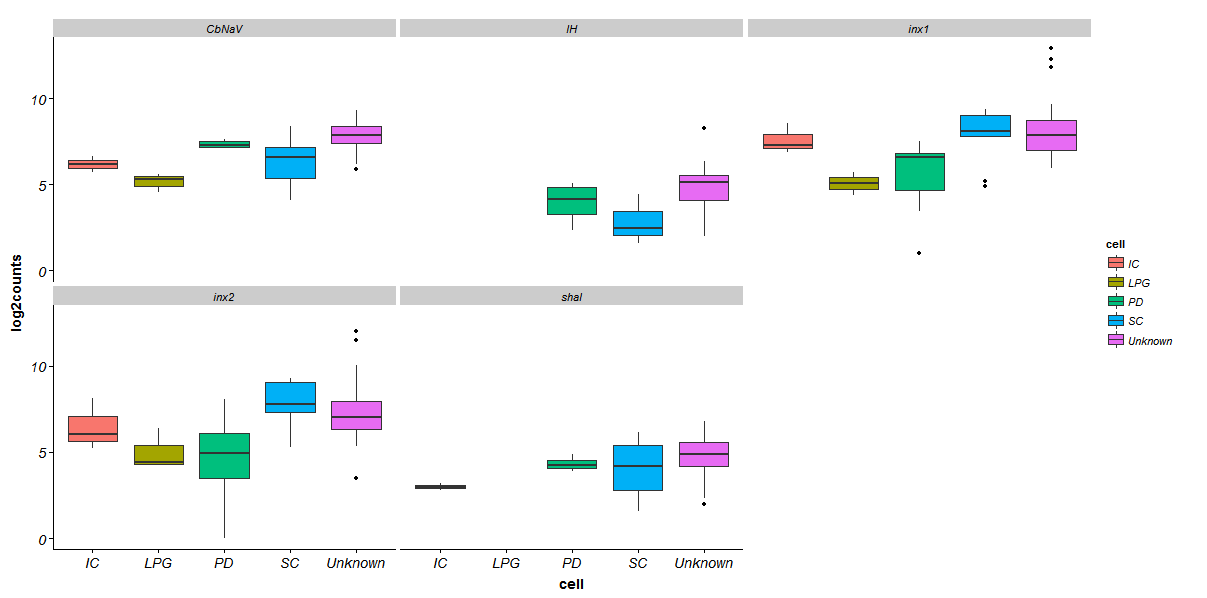 CbNaV IH inx1
10
5
0
inx2 shal
10
5
0
log2counts
IC LPG PD SC Unknown IC LPG PD SC Unknown
cell
cell
IC
LPG
PD
SC
Unknown